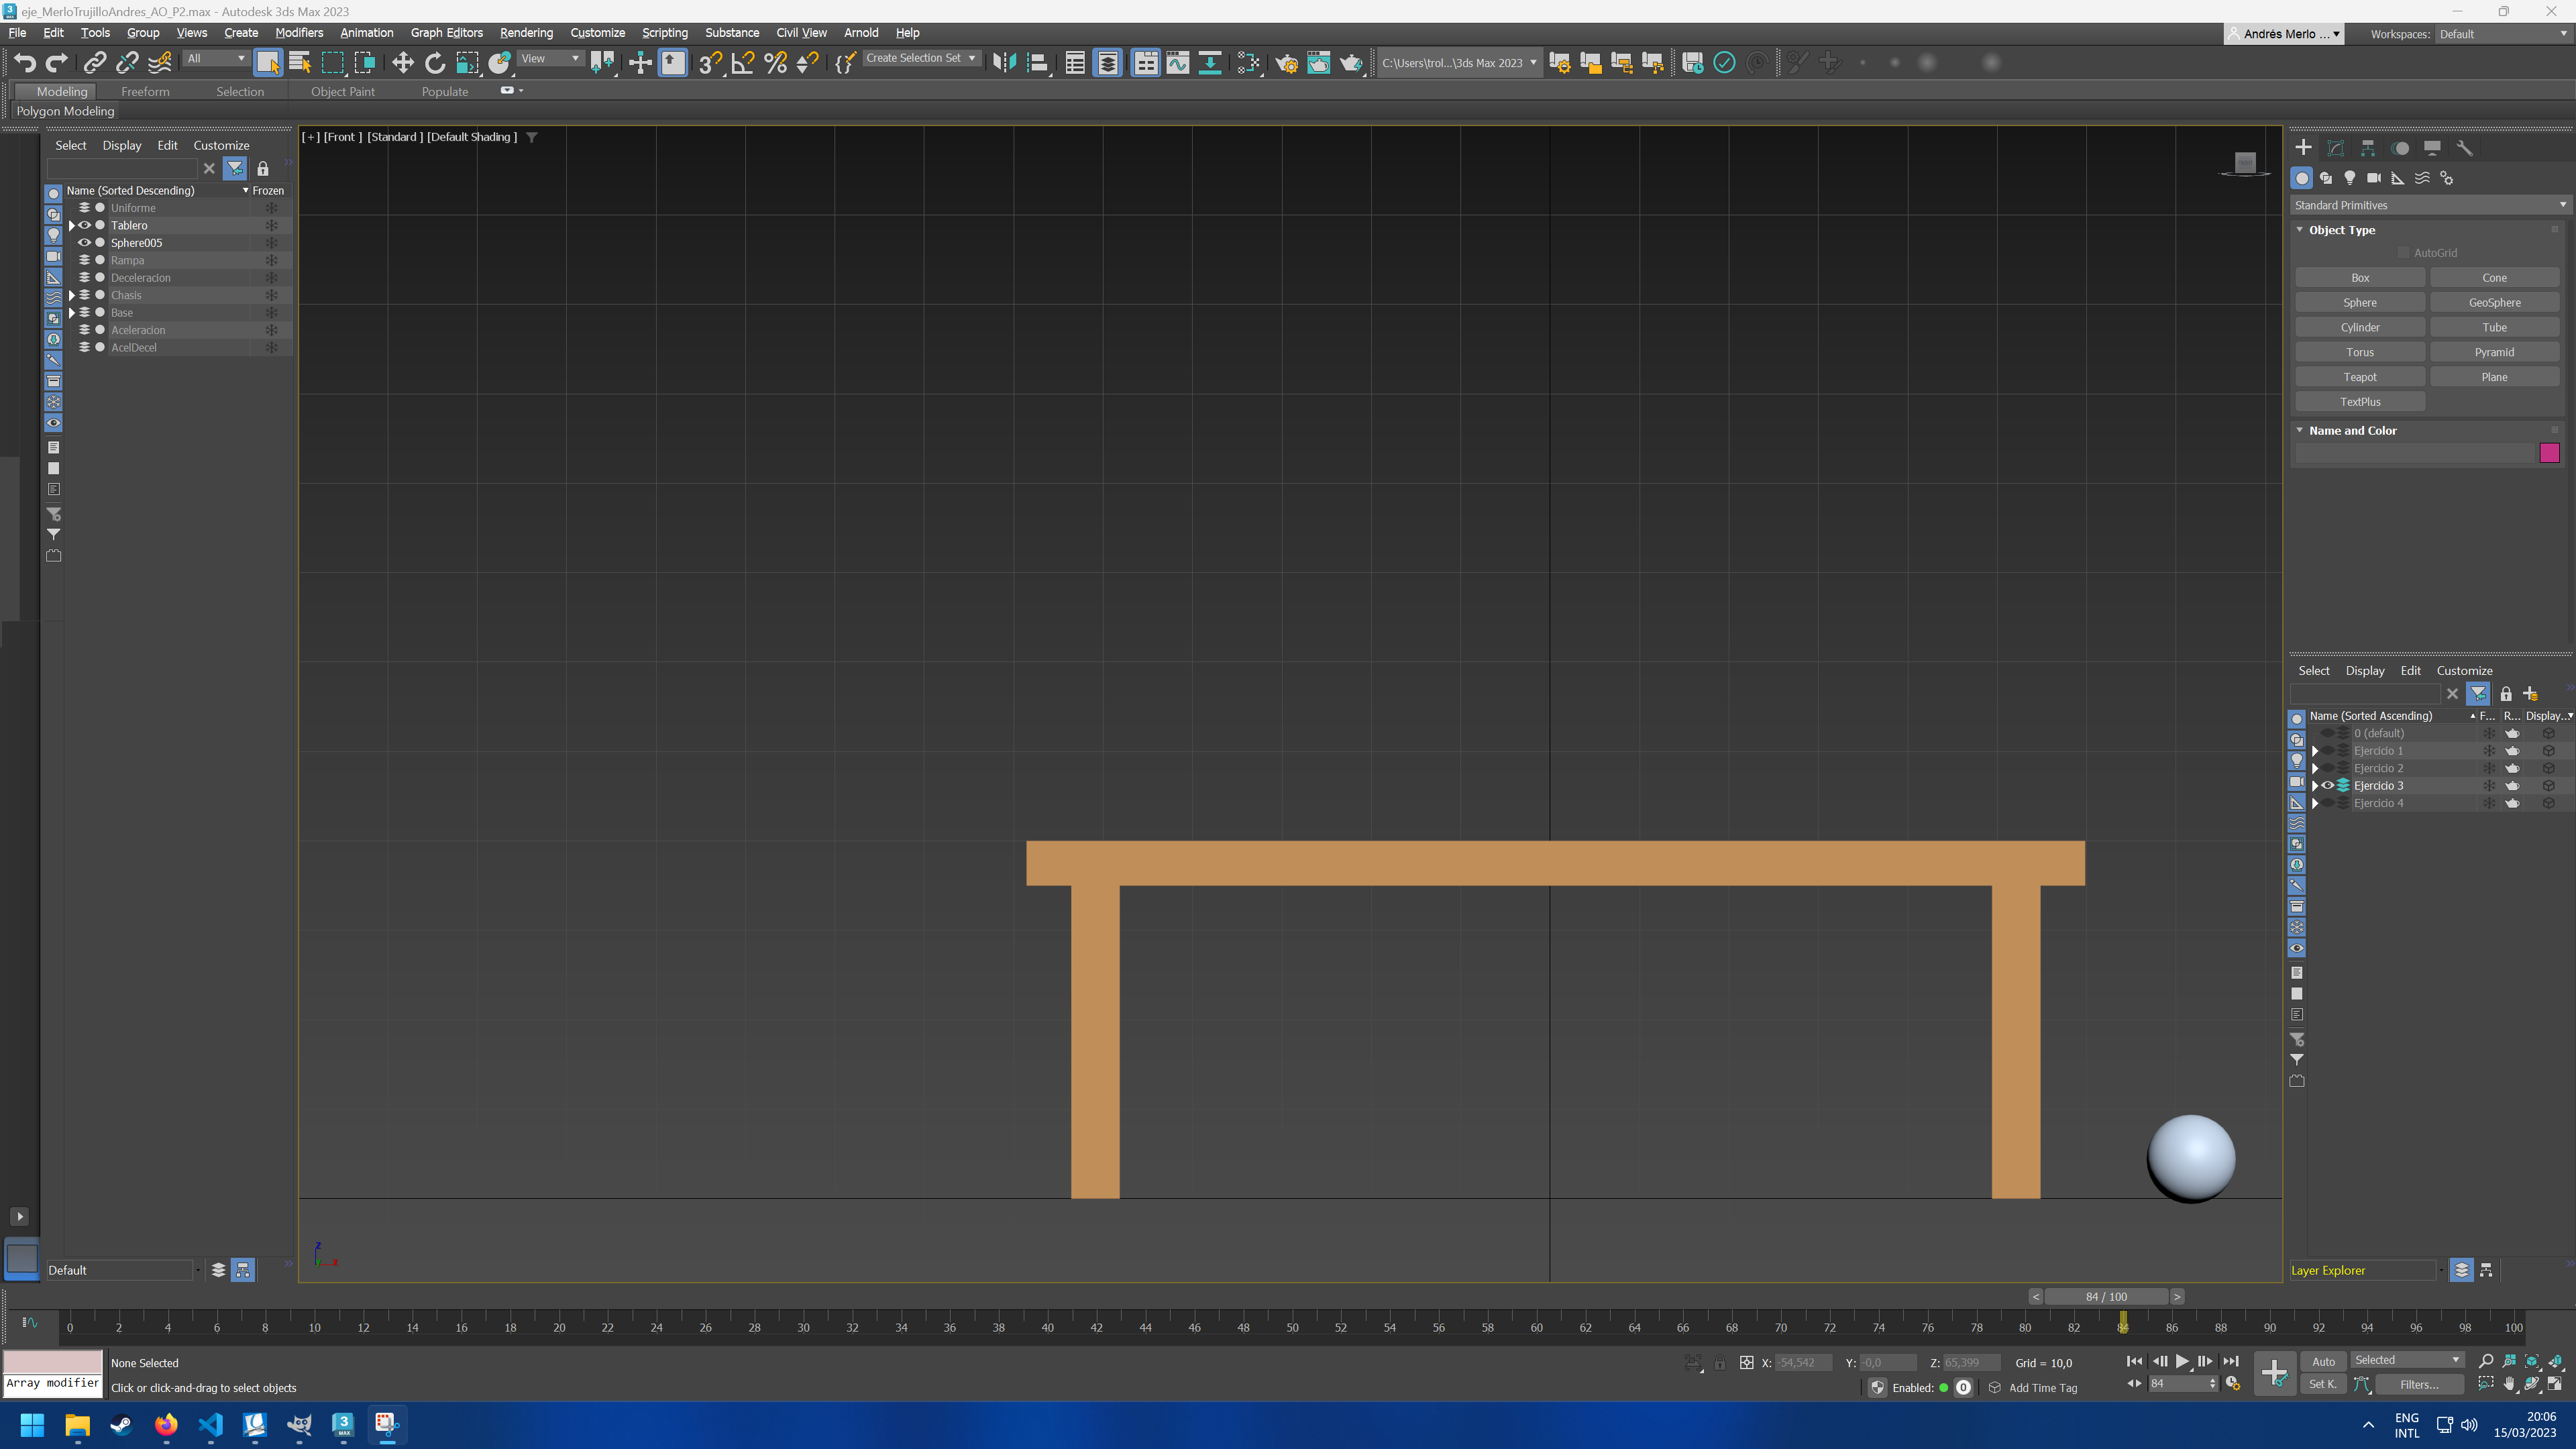 eje_MerloTrujilloAndres_AO_P2.max - Autodesk 3ds Max 2023
File Edit Tools Group Views Create Modifiers Animation Graph Editors Rendering Customize Scripting Substance Civil View Arnold Help
Andrés Merlo ... Workspaces: Default
All View Create Selection Set C:\Users\trol...\3ds Max 2023
Modeling Freeform Selection Object Paint Populate
Polygon Modeling
Select Display Edit Customize
Name (Sorted Descending) Frozen
Uniforme
Tablero
Sphere005
Rampa
Deceleracion
Chasis
Base
Aceleracion
AcelDecel
Default
[+] [Front ] [Standard ] [Default Shading ]
z
x
Standard Primitives
Object Type
AutoGrid
Box Cone
Sphere GeoSphere
Cylinder Tube
Torus Pyramid
Teapot Plane
TextPlus
Name and Color
Select Display Edit Customize
Name (Sorted Ascending) F... R... Display...
0 (default)
Ejercicio 1
Ejercicio 2
Ejercicio 3
Ejercicio 4
Layer Explorer
< 84 / 100 >
0 2 4 6 8 10 12 14 16 18 20 22 24 26 28 30 32 34 36 38 40 42 44 46 48 50 52 54 56 58 60 62 64 66 68 70 72 74 76 78 80 82 84 86 88 90 92 94 96 98 100
None Selected X: -54,542 Y: -0,0 Z: 65,399 Grid = 10,0 Auto Selected
Array modifier Click or click-and-drag to select objects Enabled: 0 Add Time Tag 84 Set K. Filters...
ENG
INTL
20:06
15/03/2023